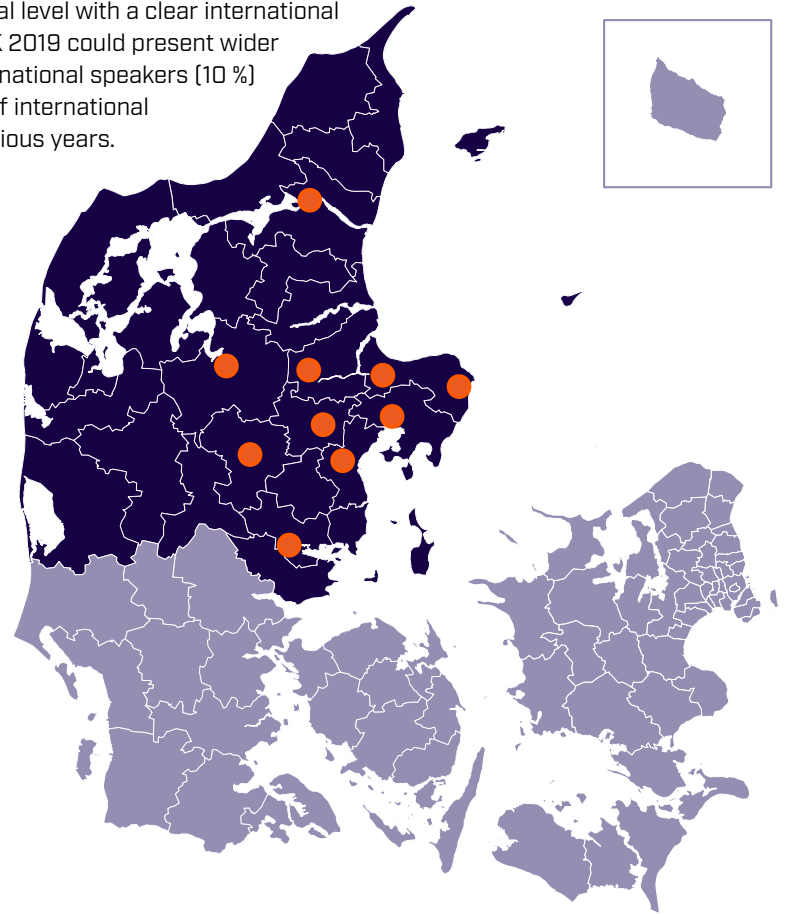 al level with a clear international
2019 could present wider
national speakers (10 %)
f international
ious years.